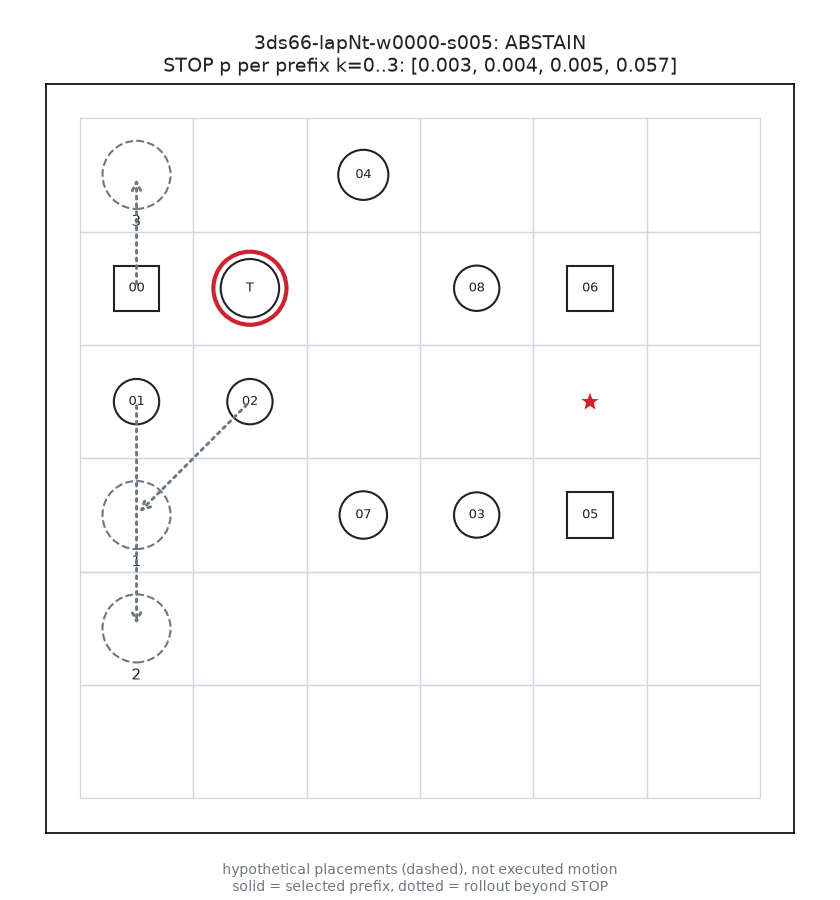 3ds66-lapNt-w0000-s005: ABSTAIN
STOP p per prefix k=0..3: [0.003, 0.004, 0.005, 0.057]
04
3
00 T 08 06
01 02
07 03 05
1
2
hypothetical placements (dashed), not executed motion
solid = selected prefix, dotted = rollout beyond STOP